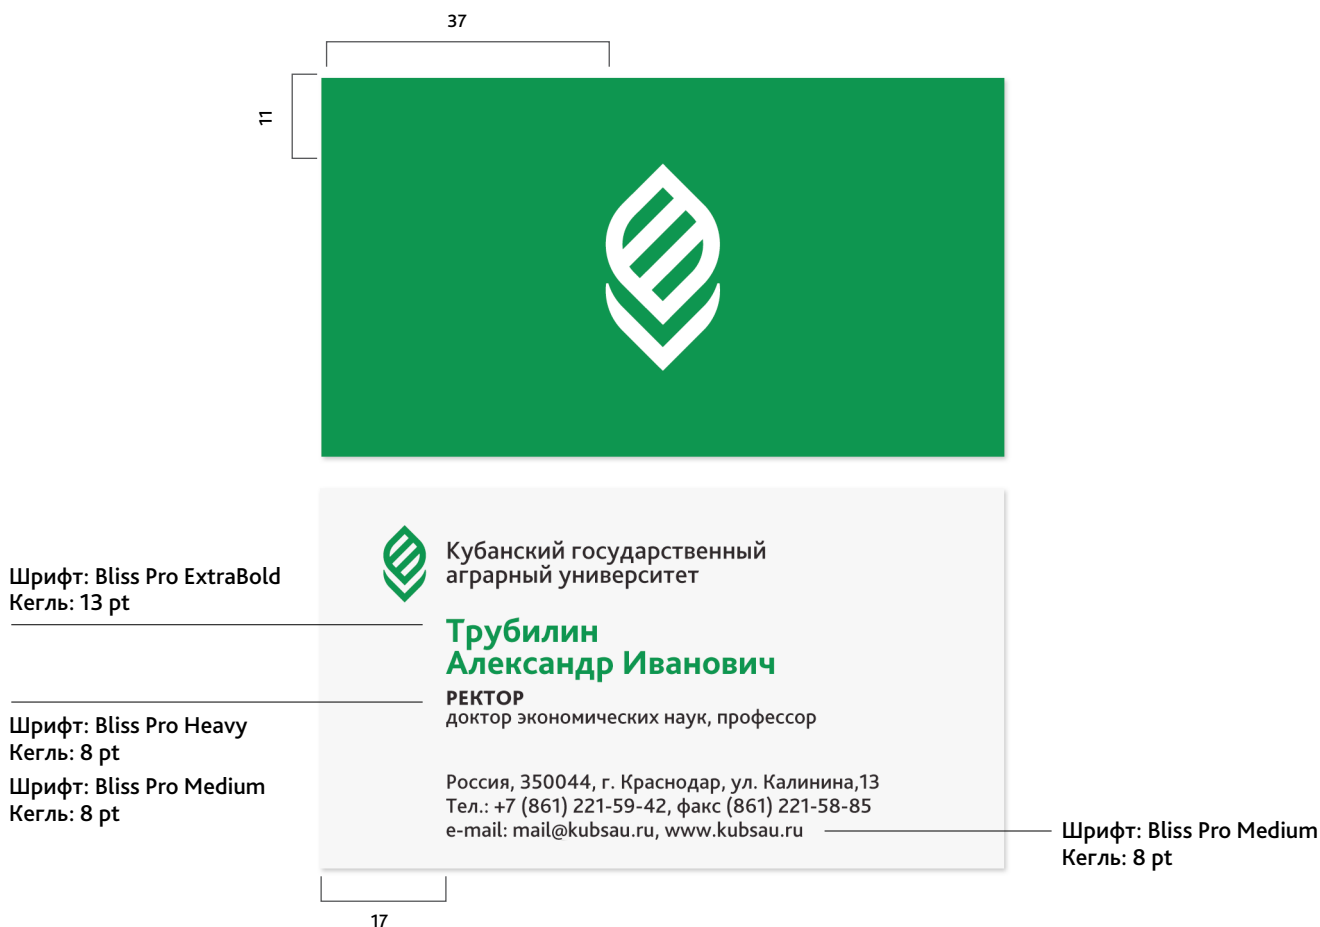 37
11
Кубанский государственный
аграрный университет
Шрифт: Bliss Pro ExtraBold
Кегль: 13 pt
Трубилин
Александр Иванович
РЕКТОР
доктор экономических наук, профессор
Шрифт: Bliss Pro Heavy
Кегль: 8 pt
Шрифт: Bliss Pro Medium
Кегль: 8 pt
Россия, 350044, г. Краснодар, ул. Калинина,13
Тел.: +7 (861) 221-59-42, факс (861) 221-58-85
e-mail: mail@kubsau.ru, www.kubsau.ru
Шрифт: Bliss Pro Medium
Кегль: 8 pt
17